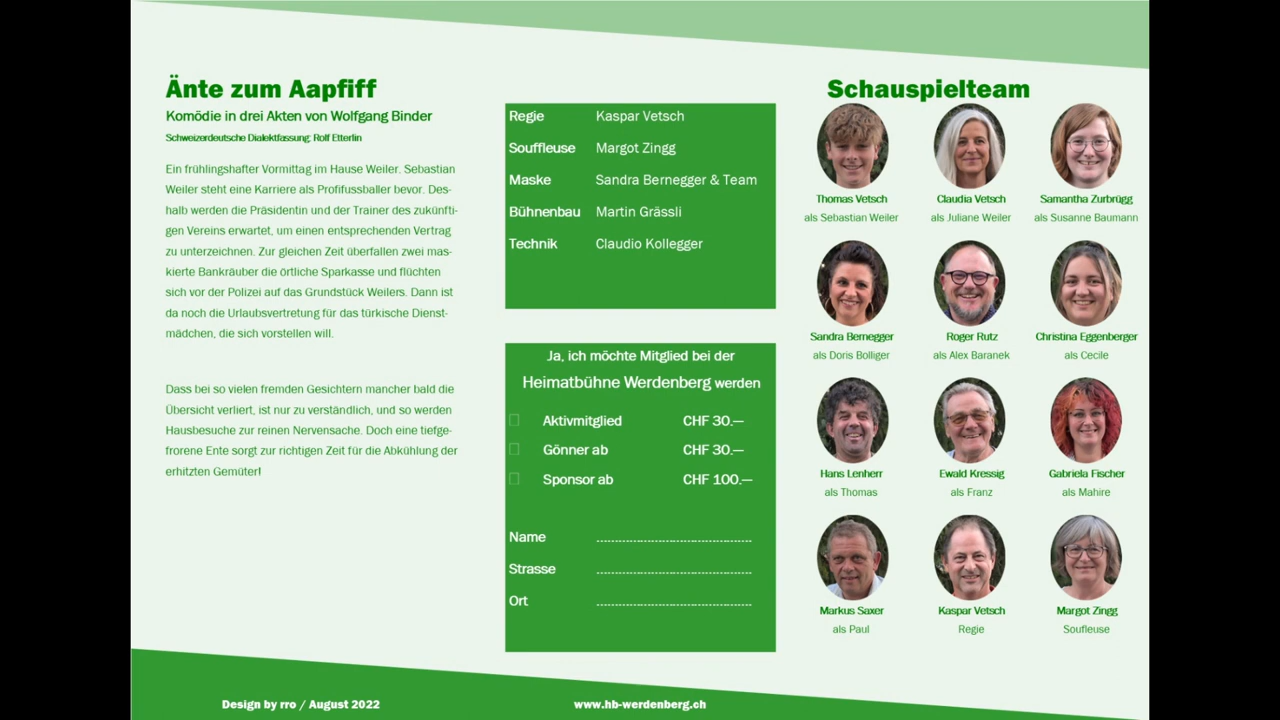 Änte zum Aapfiff
Komödie in drei Akten von Wolfgang Binder
Schweizerdeutsche Dialektfassung: Rolf Etterlin
Ein frühlingshafter Vormittag im Hause Weiler. Sebastian
Weiler steht eine Karriere als Profifussballer bevor. Des-
halb werden die Präsidentin und der Trainer des zukünfti-
gen Vereins erwartet, um einen entsprechenden Vertrag
zu unterzeichnen. Zur gleichen Zeit überfallen zwei mas-
kierte Bankräuber die örtliche Sparkasse und flüchten
sich vor der Polizei auf das Grundstück Weilers. Dann ist
da noch die Urlaubsvertretung für das türkische Dienst-
mädchen, die sich vorstellen will.
Dass bei so vielen fremden Gesichtern mancher bald die
Übersicht verliert, ist nur zu verständlich, und so werden
Hausbesuche zur reinen Nervensache. Doch eine tiefge-
frorene Ente sorgt zur richtigen Zeit für die Abkühlung der
erhitzten Gemüter!
Regie Kaspar Vetsch
Souffleuse Margot Zingg
Maske Sandra Bernegger & Team
Bühnenbau Martin Grässli
Technik Claudio Kollegger
Ja, ich möchte Mitglied bei der
Heimatbühne Werdenberg werden
Aktivmitglied CHF 30.—
Gönner ab CHF 30.—
Sponsor ab CHF 100.—
Name
Strasse
Ort
Schauspielteam
Thomas Vetsch Claudia Vetsch Samantha Zurbrügg
als Sebastian Weiler als Juliane Weiler als Susanne Baumann
Sandra Bernegger Roger Rutz Christina Eggenberger
als Doris Bolliger als Alex Baranek als Cecile
Hans Lenherr Ewald Kressig Gabriela Fischer
als Thomas als Franz als Mahire
Markus Saxer Kaspar Vetsch Margot Zingg
als Paul Regie Soufleuse
Design by rro / August 2022 www.hb-werdenberg.ch